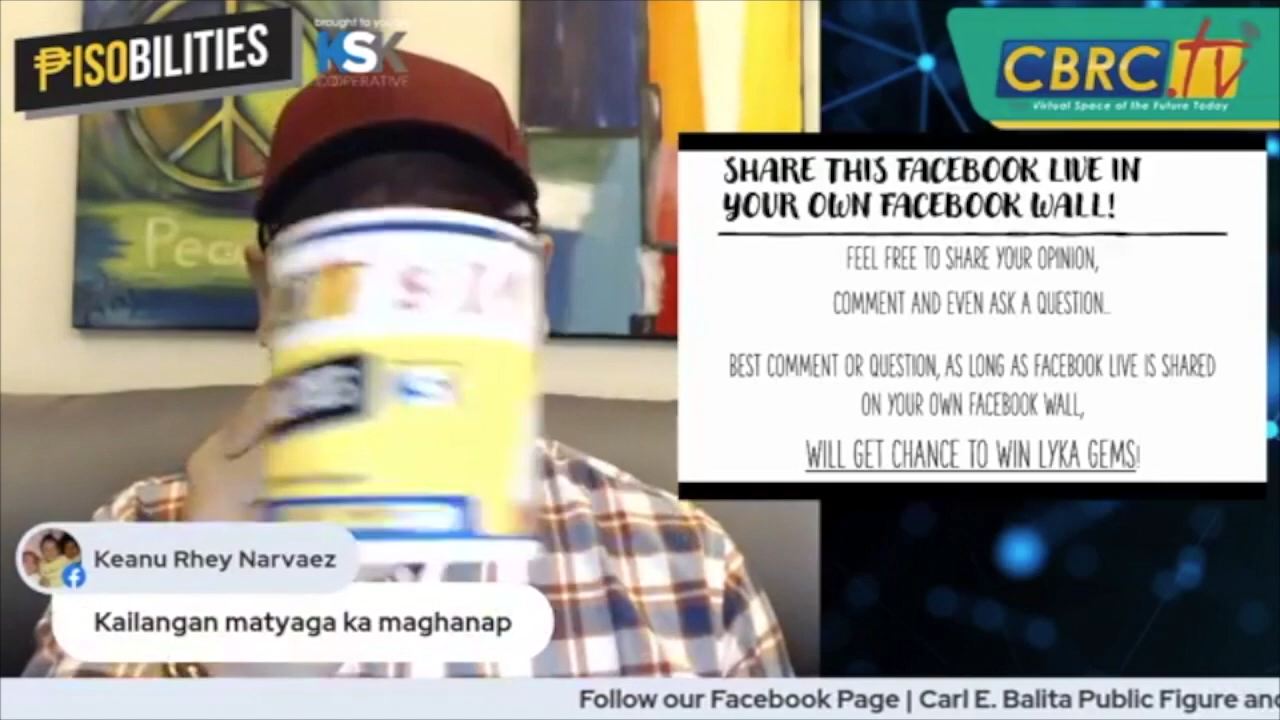 ₱ISOBILITIES
brought to you by
KSK
COOPERATIVE
CBRC.tv
Virtual Space of the Future Today
SHARE THIS FACEBOOK LIVE IN
YOUR OWN FACEBOOK WALL!
FEEL FREE TO SHARE YOUR OPINION,
COMMENT AND EVEN ASK A QUESTION...
BEST COMMENT OR QUESTION, AS LONG AS FACEBOOK LIVE IS SHARED
ON YOUR OWN FACEBOOK WALL,
WILL GET CHANCE TO WIN LYKA GEMS!
Keanu Rhey Narvaez
Kailangan matyaga ka maghanap
Follow our Facebook Page | Carl E. Balita Public Figure and